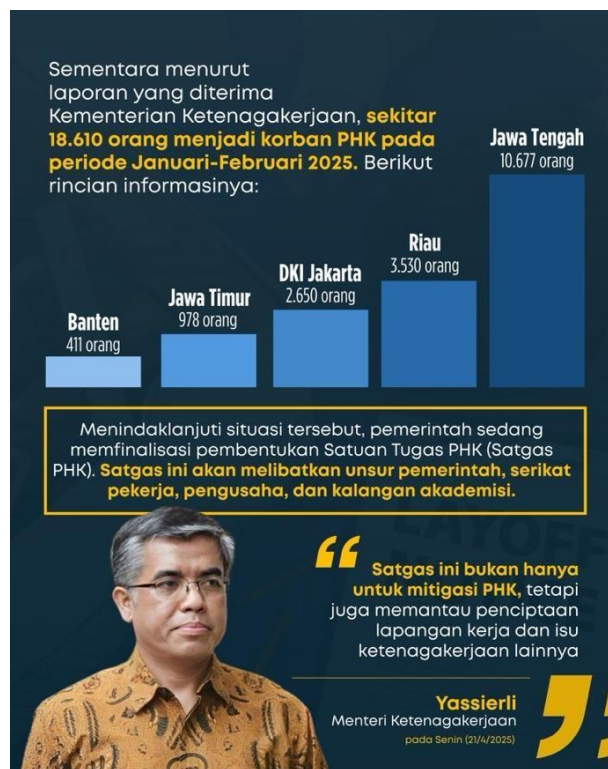 Sementara menurut
laporan yang diterima
Kementerian Ketenagakerjaan, sekitar
18.610 orang menjadi korban PHK pada
periode Januari-Februari 2025. Berikut
rincian informasinya:
Jawa Tengah
10.677 orang
Riau
3.530 orang
DKI Jakarta
2.650 orang
Jawa Timur
978 orang
Banten
411 orang
Menindaklanjuti situasi tersebut, pemerintah sedang
memfinalisasi pembentukan Satuan Tugas PHK (Satgas
PHK). Satgas ini akan melibatkan unsur pemerintah, serikat
pekerja, pengusaha, dan kalangan akademisi.
LAYOFF
“ Satgas ini bukan hanya
untuk mitigasi PHK, tetapi
juga memantau penciptaan
lapangan kerja dan isu
ketenagakerjaan lainnya
Yassierli
Menteri Ketenagakerjaan
pada Senin (21/4/2025)